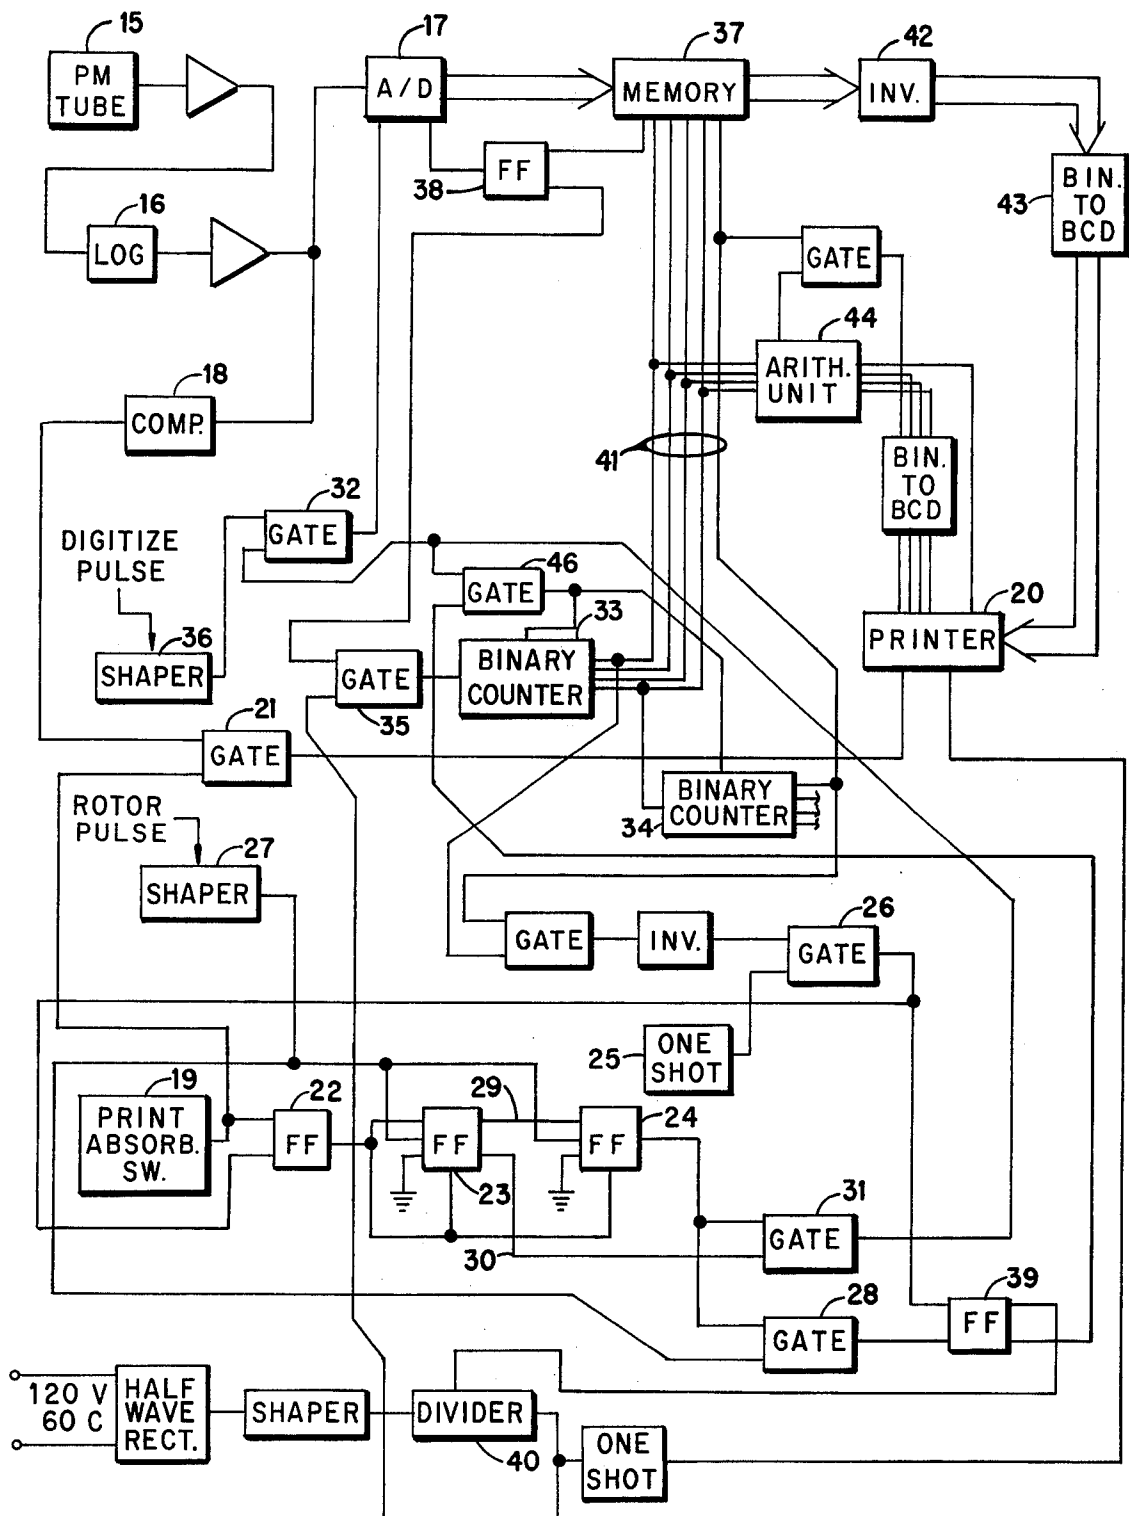 15
PM
TUBE
17
A/D
37
MEMORY
42
INV.
FF
38
BIN.
TO
BCD
43
16
LOG
GATE
44
ARITH.
UNIT
18
COMP.
41
BIN.
TO
BCD
32
GATE
DIGITIZE
PULSE
46
GATE
33
BINARY
COUNTER
20
PRINTER
36
SHAPER
GATE
35
21
GATE
BINARY
COUNTER
34
ROTOR
PULSE
27
SHAPER
GATE
INV.
26
GATE
25
ONE
SHOT
19
PRINT
ABSORB.
SW.
22
FF
29
FF
23
24
FF
30
31
GATE
28
GATE
39
FF
120 V
60 C
HALF
WAVE
RECT.
SHAPER
DIVIDER
40
ONE
SHOT